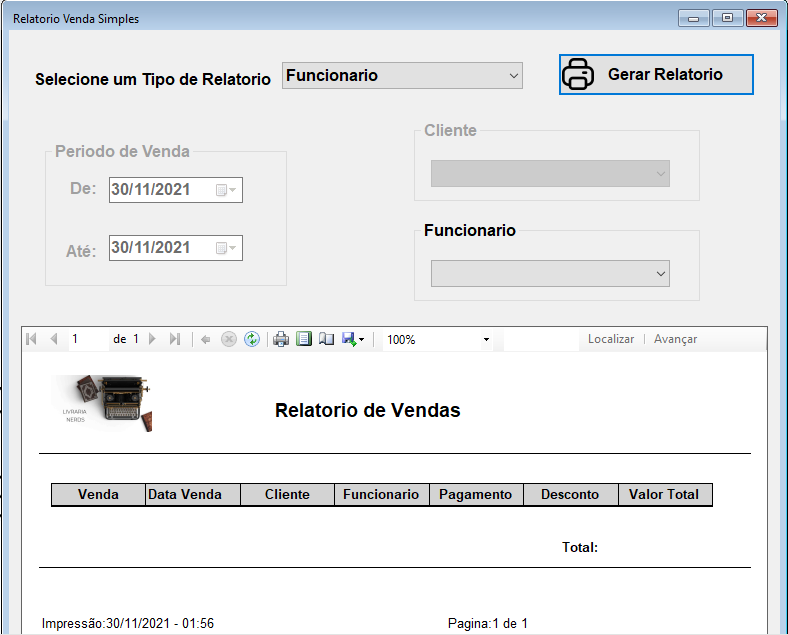 Relatorio Venda Simples
Selecione um Tipo de Relatorio Funcionario Gerar Relatorio
Periodo de Venda
De: 30/11/2021
Até: 30/11/2021
Cliente
Funcionario
1 de 1 100% Localizar | Avançar
LIVRARIA
NERDS
Relatorio de Vendas
Venda Data Venda Cliente Funcionario Pagamento Desconto Valor Total
Total:
Impressão:30/11/2021 - 01:56 Pagina:1 de 1